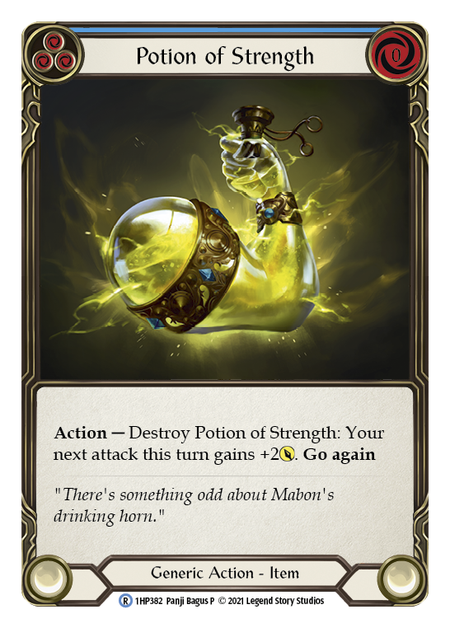 Potion of Strength
0
Action — Destroy Potion of Strength: Your
next attack this turn gains +2. Go again
"There's something odd about Mabon's
drinking horn."
Generic Action - Item
R 1HP382 Panji Bagus P © 2021 Legend Story Studios